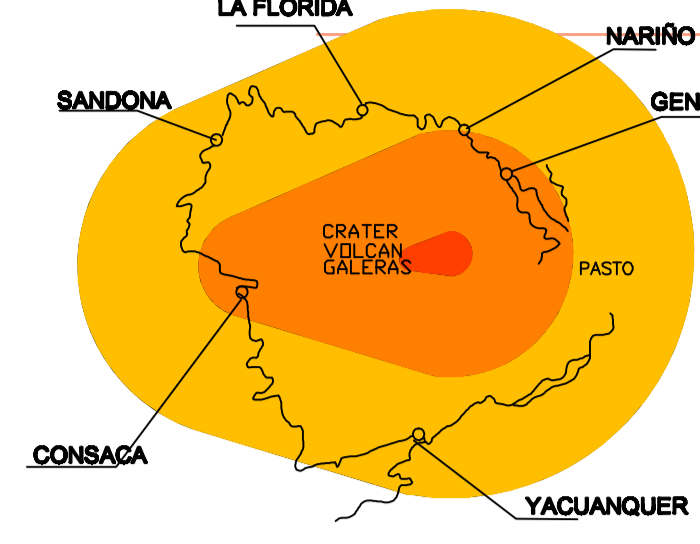 LA FLORIDA
NARIÑO
SANDONA
GEN
CRATER
VOLCAN
GALERAS
PASTO
CONSACA
YACUANQUER